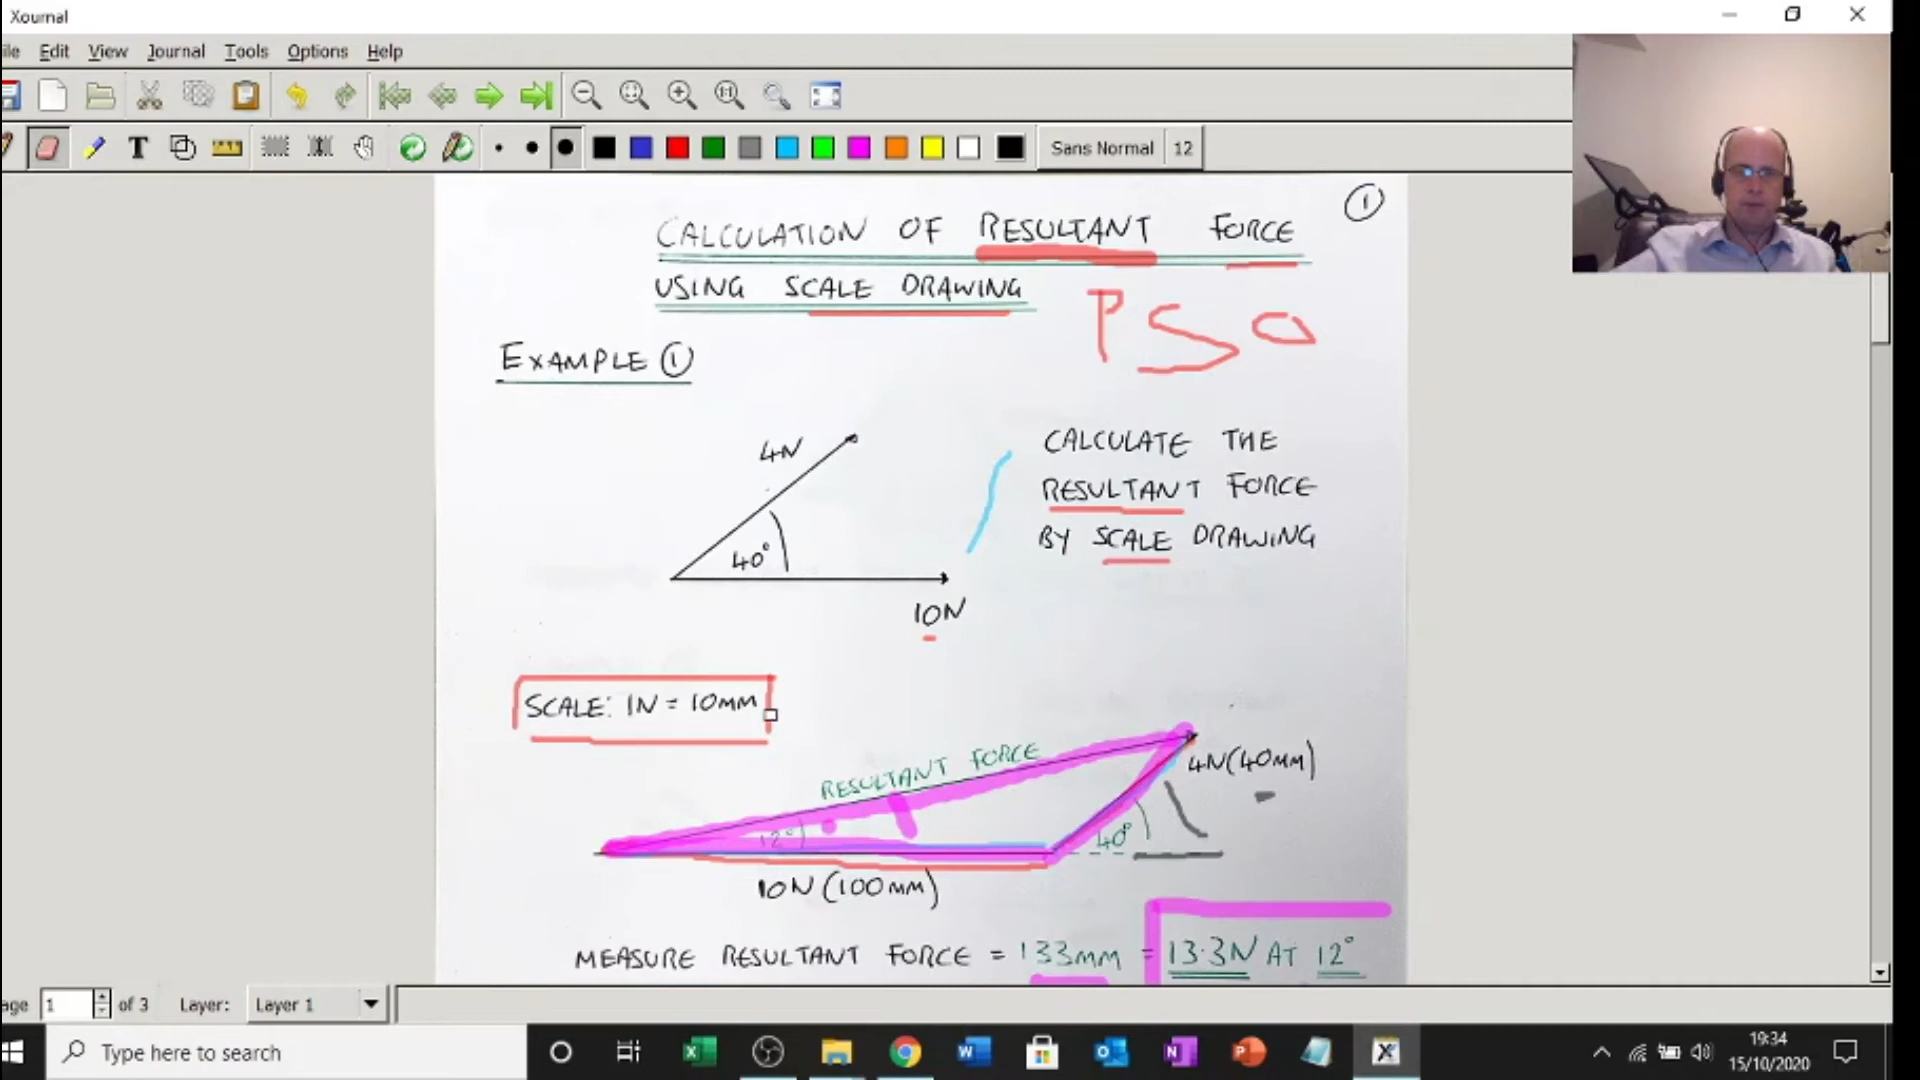 Xournal
ile Edit View Journal Tools Options Help
T Sans Normal 12
①
CALCULATION OF RESULTANT FORCE
USING SCALE DRAWING
PSO
EXAMPLE ①
4N
40°
10N
CALCULATE THE
RESULTANT FORCE
BY SCALE DRAWING
SCALE: 1N = 10MM
RESULTANT FORCE
4N (40MM)
12°
40°
10N (100MM)
MEASURE RESULTANT FORCE = 133MM = 13.3N AT 12°
age 1 of 3 Layer: Layer 1
Type here to search
19:34
15/10/2020